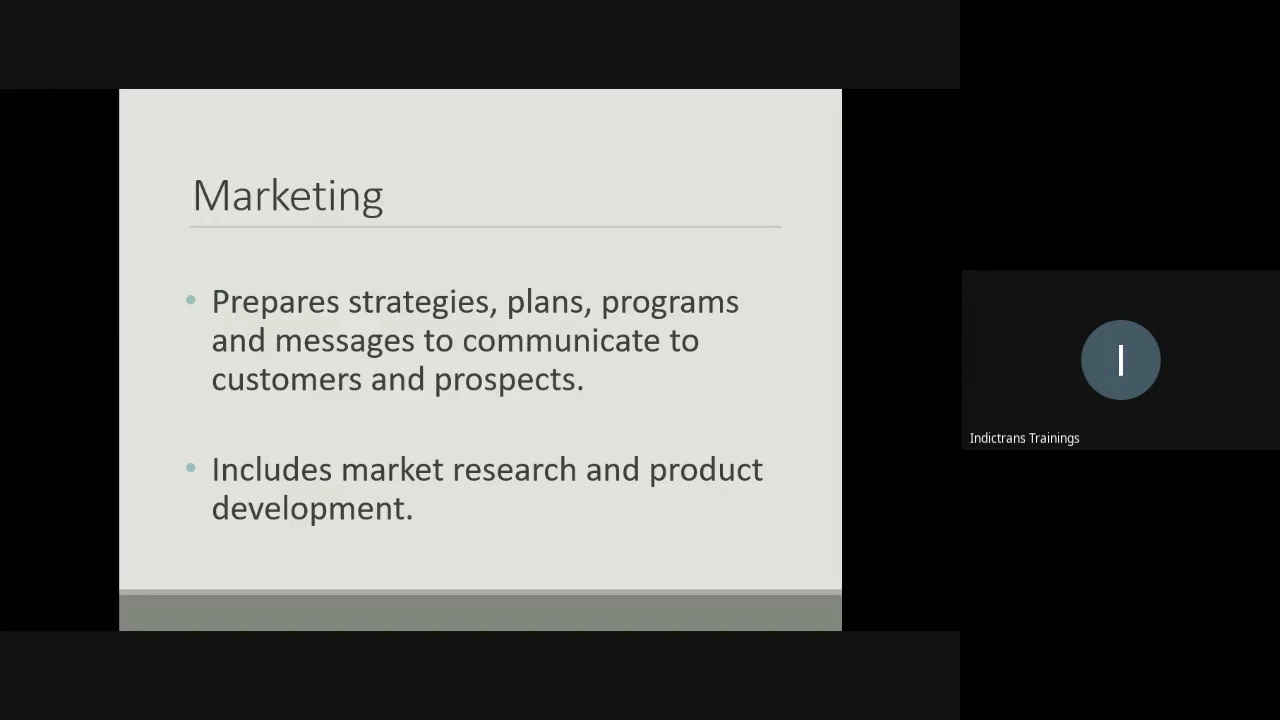 Marketing
• Prepares strategies, plans, programs
and messages to communicate to
customers and prospects.
• Includes market research and product
development.
I
Indictrans Trainings